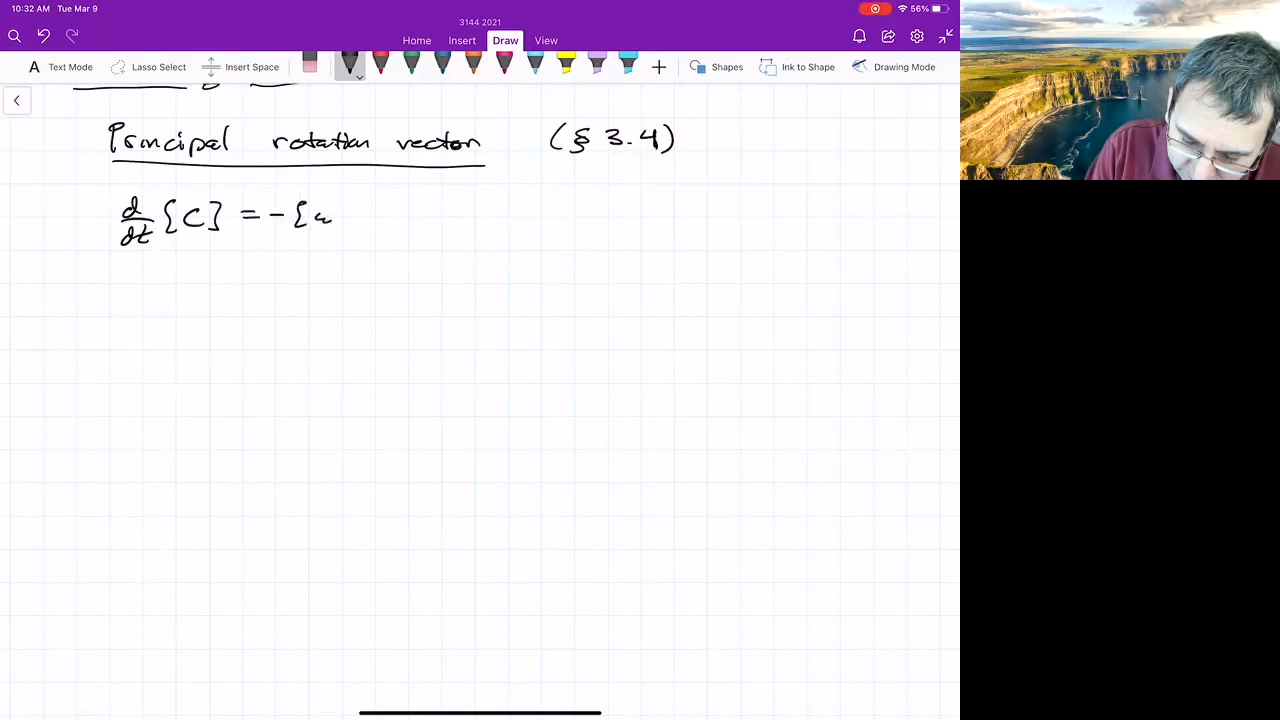 10:32 AM Tue Mar 9
56%
3144 2021
Home Insert Draw View
Text Mode Lasso Select Insert Space Shapes Ink to Shape Drawing Mode
Principal rotation vector (§ 3.4)
d/dt {C} = -{